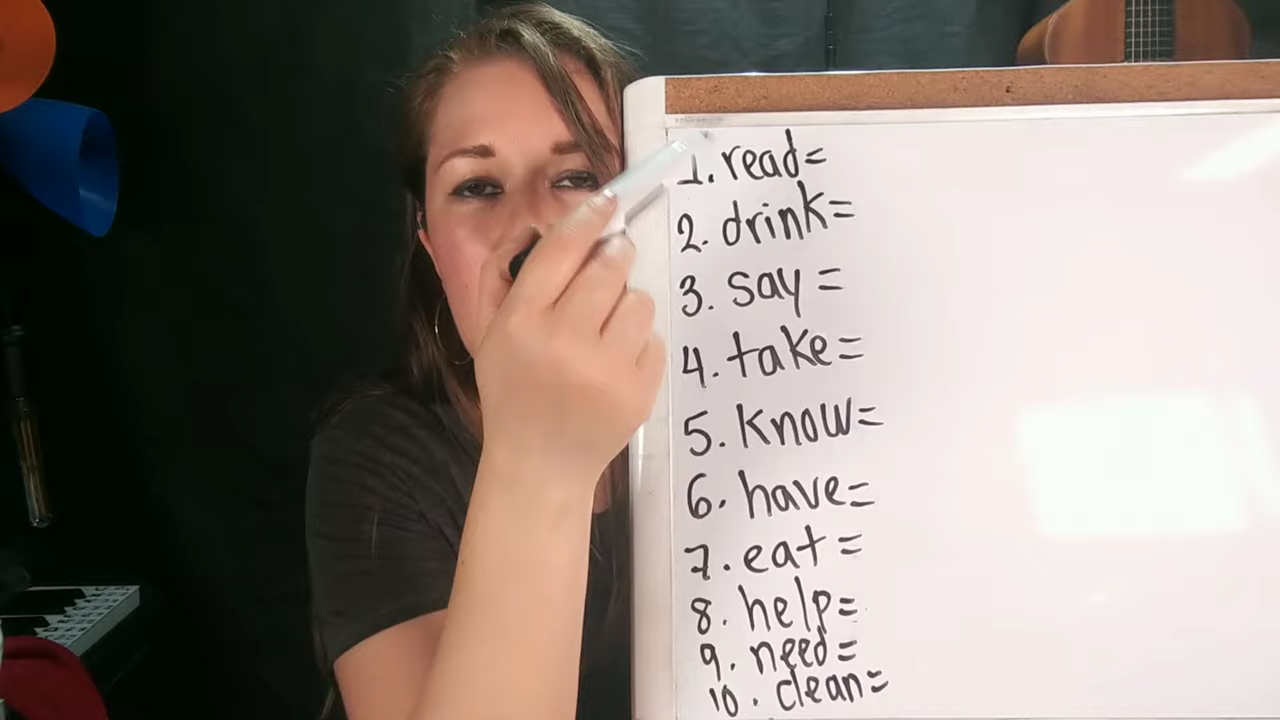 1. read=
2. drink=
3. say =
4. take=
5. know=
6. have=
7. eat =
8. help=
9. need=
10. clean=